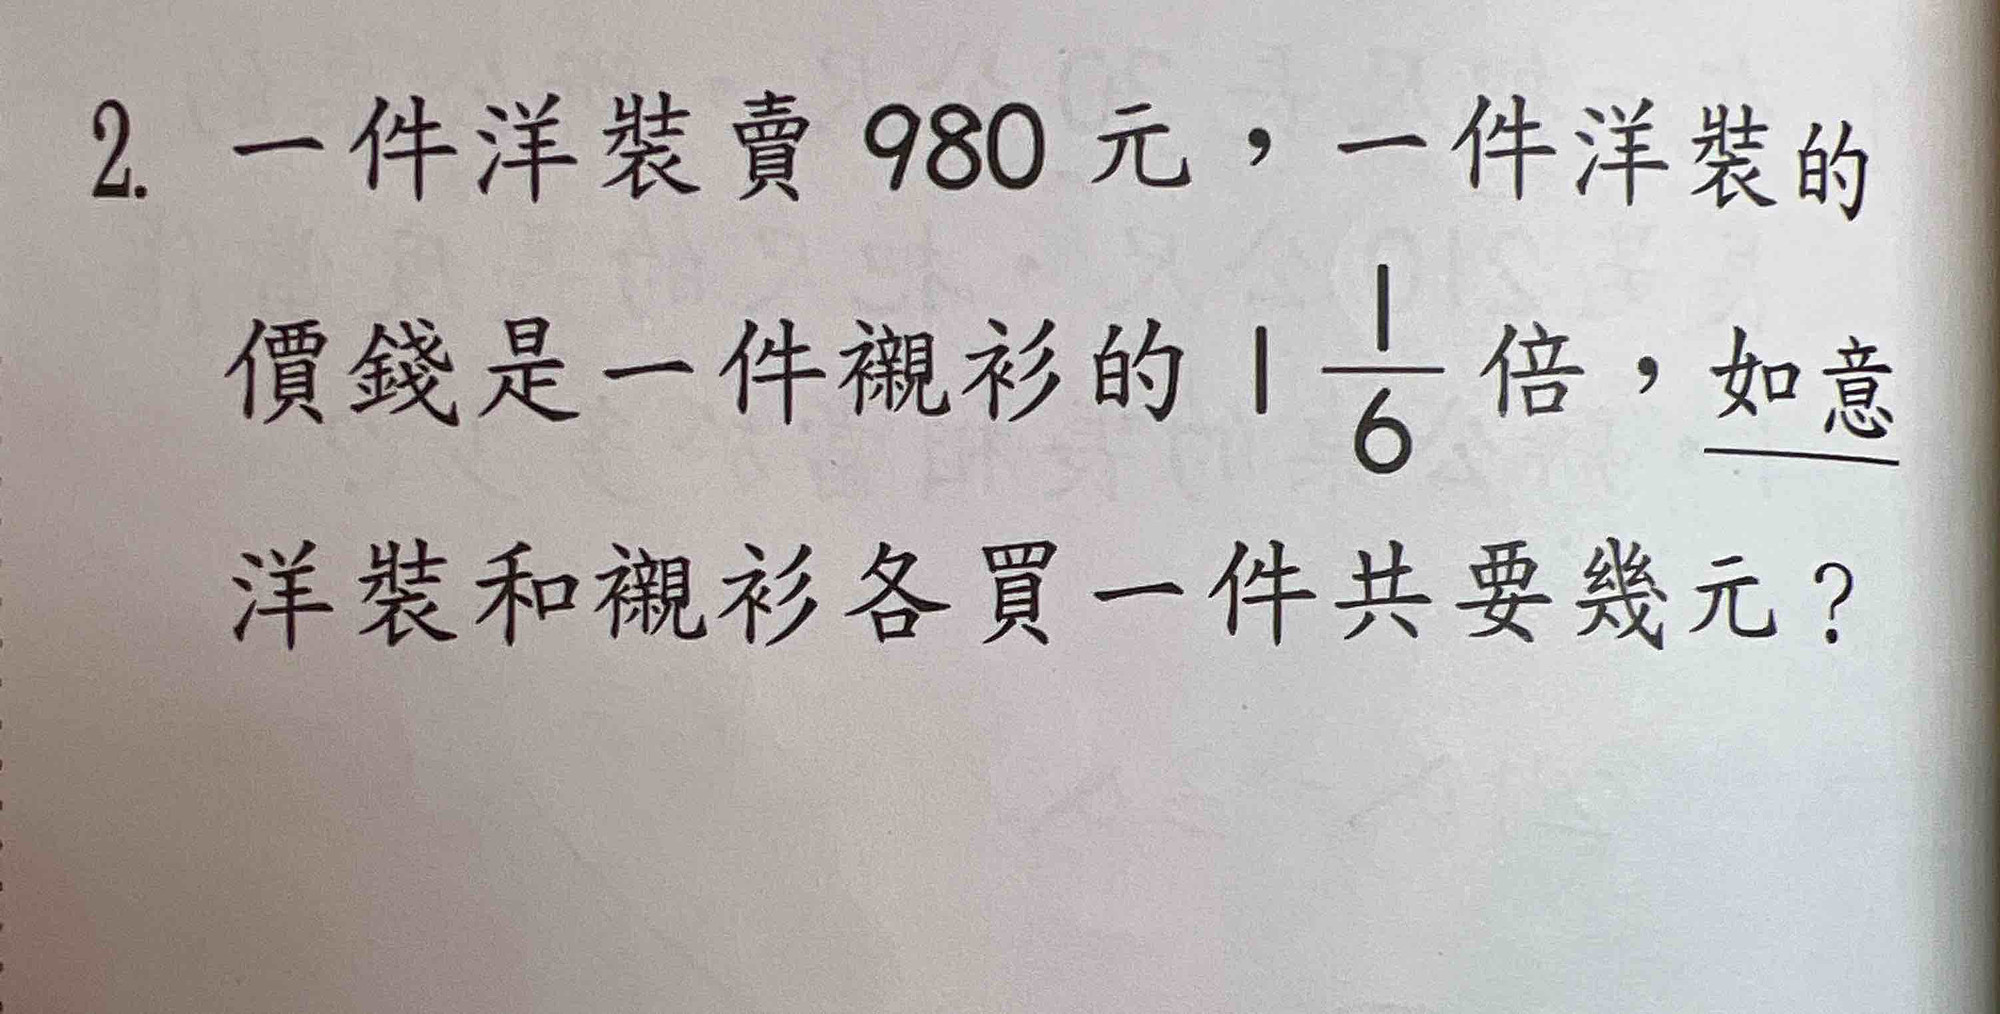 2. 一件洋裝賣 980 元，一件洋裝的
價錢是一件襯衫的 1 1/6 倍，如意
洋裝和襯衫各買一件共要幾元？